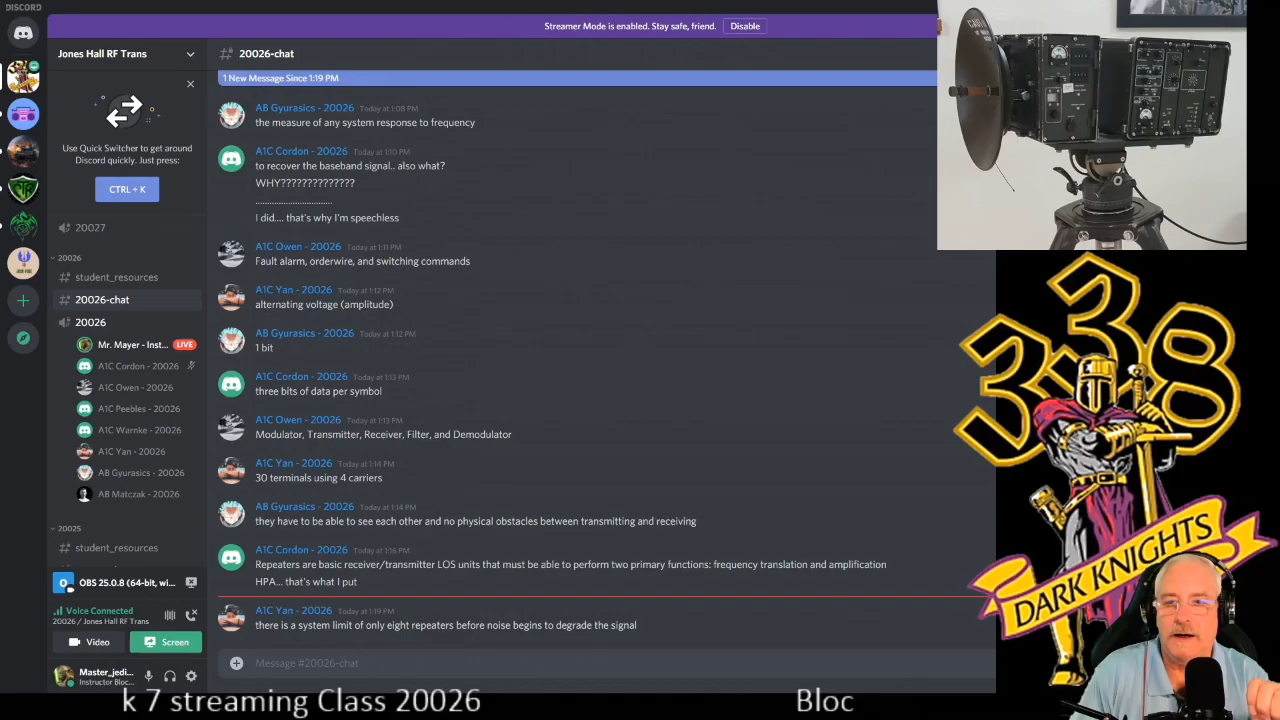 DISCORD
Streamer Mode is enabled. Stay safe, friend. Disable
Jones Hall RF Trans
Use Quick Switcher to get around
Discord quickly. Just press:
CTRL + K
20027
20026
student_resources
20026-chat
20026
Mr. Mayer - Inst... LIVE
A1C Cordon - 20026
A1C Owen - 20026
A1C Peebles - 20026
A1C Warnke - 20026
A1C Yan - 20026
AB Gyurasics - 20026
AB Matczak - 20026
20025
student_resources
OBS 25.0.8 (64-bit, wi...
Voice Connected
20026 / Jones Hall RF Trans
Video Screen
Master_jedi...
Instructor Bloc...
20026-chat
1 New Message Since 1:19 PM
AB Gyurasics - 20026 Today at 1:08 PM
the measure of any system response to frequency
A1C Cordon - 20026 Today at 1:10 PM
to recover the baseband signal.. also what?
WHY??????????????
.................................
I did.... that's why I'm speechless
A1C Owen - 20026 Today at 1:11 PM
Fault alarm, orderwire, and switching commands
A1C Yan - 20026 Today at 1:12 PM
alternating voltage (amplitude)
AB Gyurasics - 20026 Today at 1:12 PM
1 bit
A1C Cordon - 20026 Today at 1:13 PM
three bits of data per symbol
A1C Owen - 20026 Today at 1:13 PM
Modulator, Transmitter, Receiver, Filter, and Demodulator
A1C Yan - 20026 Today at 1:14 PM
30 terminals using 4 carriers
AB Gyurasics - 20026 Today at 1:14 PM
they have to be able to see each other and no physical obstacles between transmitting and receiving
A1C Cordon - 20026 Today at 1:16 PM
Repeaters are basic receiver/transmitter LOS units that must be able to perform two primary functions: frequency translation and amplification
HPA... that's what I put
A1C Yan - 20026 Today at 1:19 PM
there is a system limit of only eight repeaters before noise begins to degrade the signal
Message #20026-chat
338
DARK KNIGHTS
k 7 streaming Class 20026 Bloc